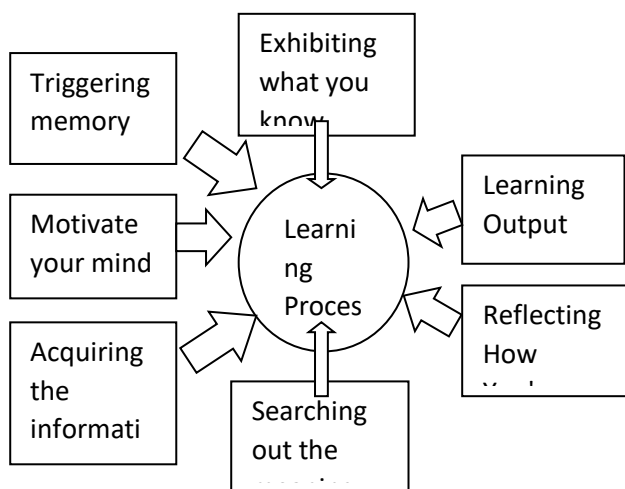 Exhibiting
what you
know
Triggering
memory
Learning
Output
Motivate
your mind
Learni
ng
Proces
Reflecting
How
Acquiring
the
informati
Searching
out the